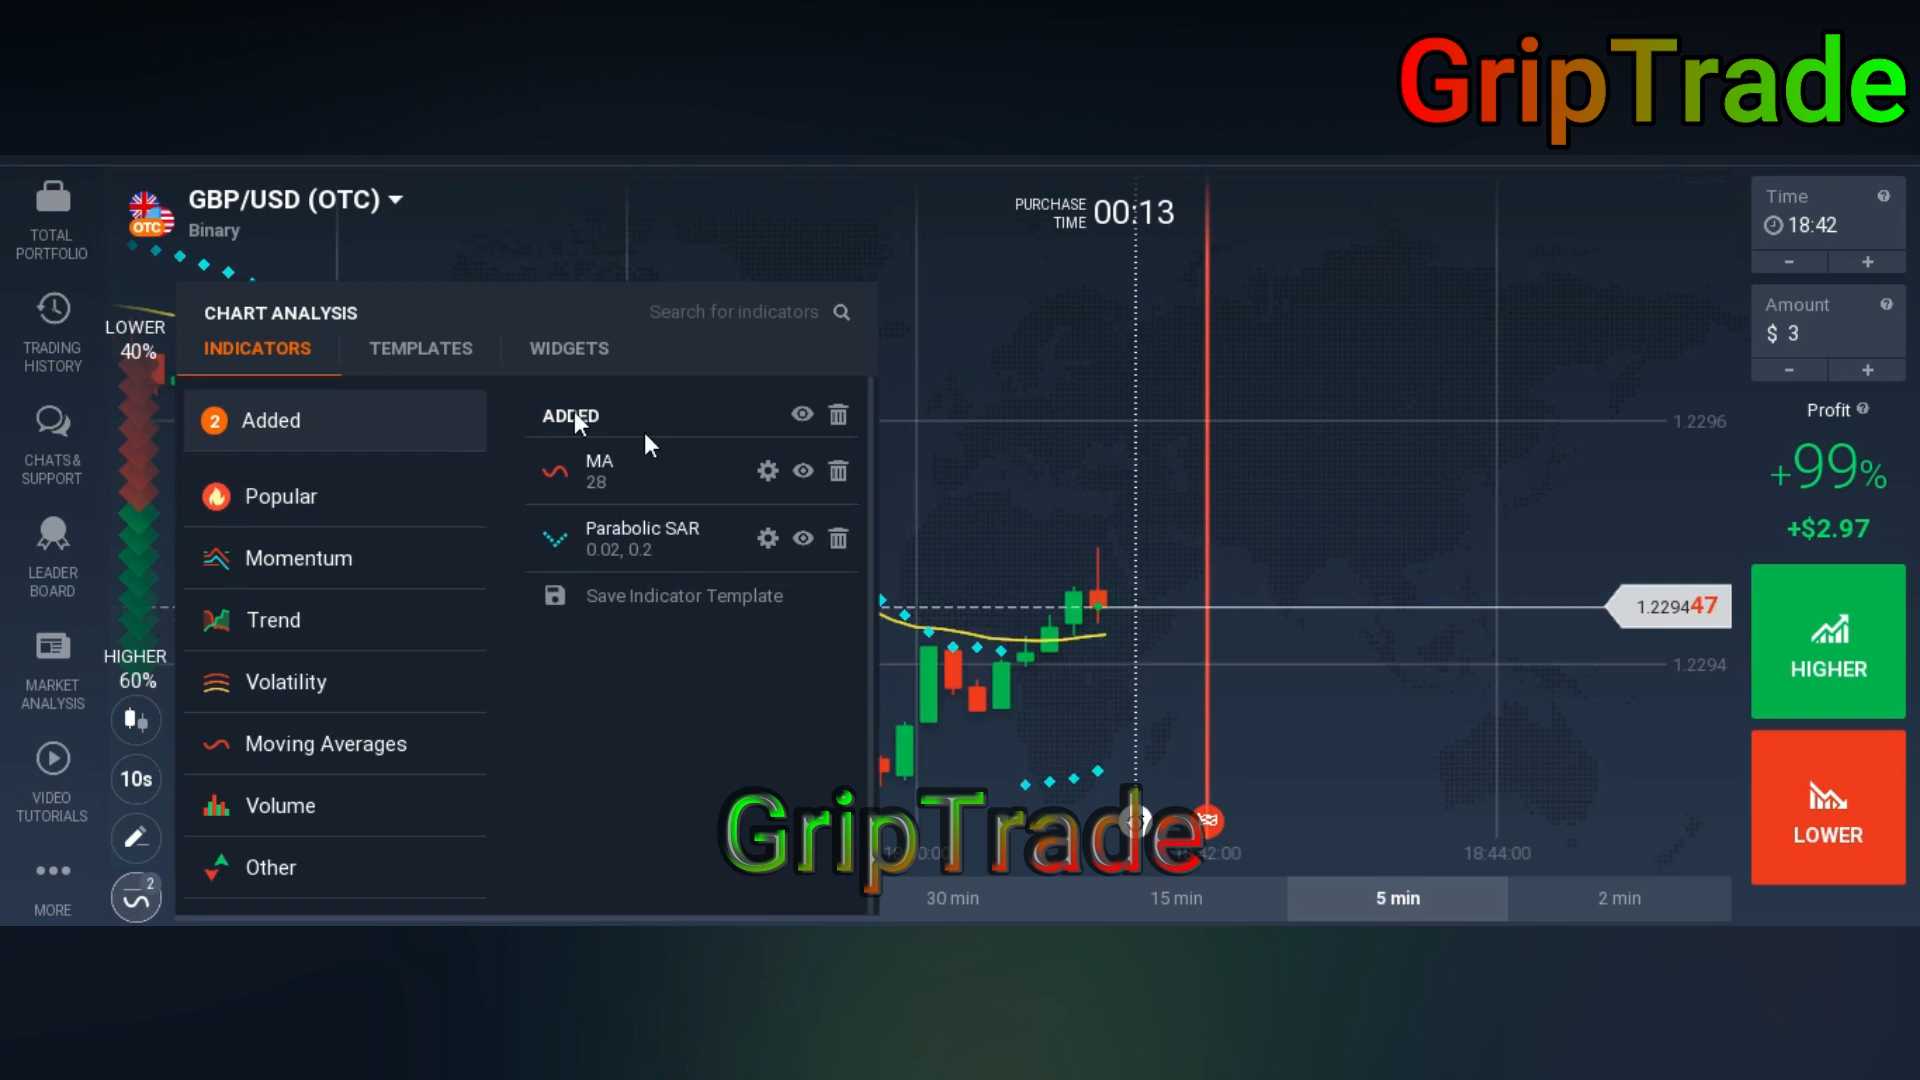 GripTrade
GBP/USD (OTC)
Binary
OTC
PURCHASE
TIME
00:13
TOTAL
PORTFOLIO
TRADING
HISTORY
CHATS &
SUPPORT
LEADER
BOARD
MARKET
ANALYSIS
VIDEO
TUTORIALS
MORE
LOWER
40%
HIGHER
60%
10s
2
CHART ANALYSIS
Search for indicators
INDICATORS
TEMPLATES
WIDGETS
2
Added
Popular
Momentum
Trend
Volatility
Moving Averages
Volume
Other
ADDED
MA
28
Parabolic SAR
0.02, 0.2
Save Indicator Template
1.2296
1.229447
1.2294
GripTrade
42:00
18:44:00
30 min
15 min
5 min
2 min
Time
18:42
-
+
Amount
$ 3
-
+
Profit
+99%
+$2.97
HIGHER
LOWER